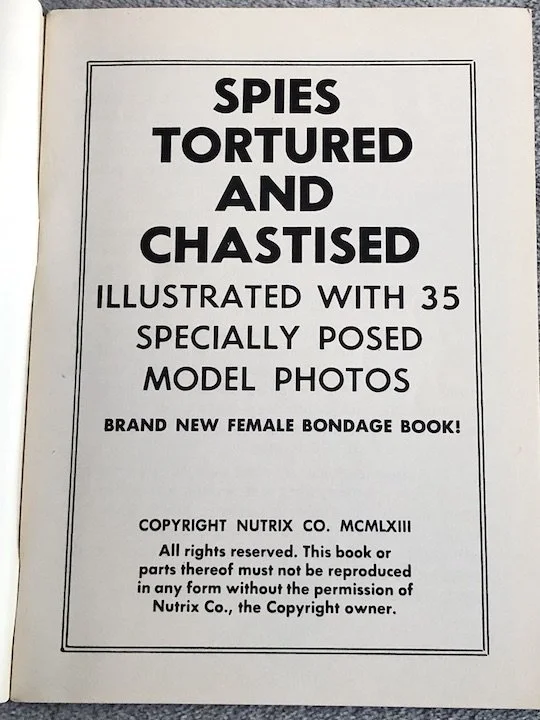 SPIES
TORTURED
AND
CHASTISED
ILLUSTRATED WITH 35
SPECIALLY POSED
MODEL PHOTOS
BRAND NEW FEMALE BONDAGE BOOK!
COPYRIGHT NUTRIX CO. MCMLXIII
All rights reserved. This book or
parts thereof must not be reproduced
in any form without the permission of
Nutrix Co., the Copyright owner.